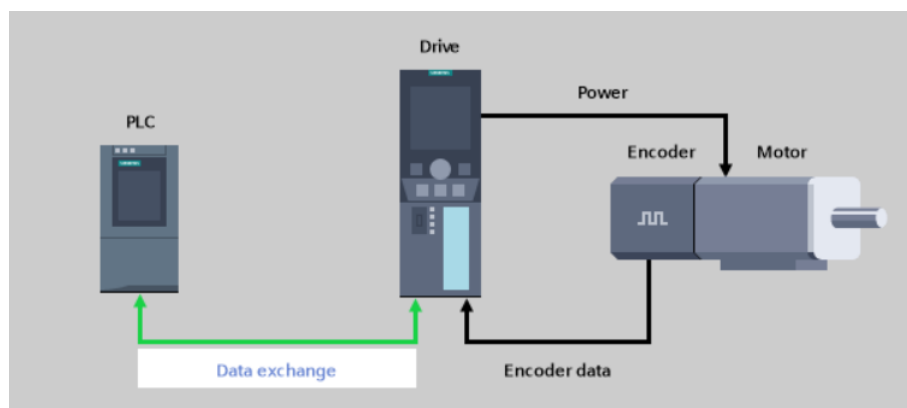 Drive
Power
PLC
Encoder
Motor
Data exchange
Encoder data